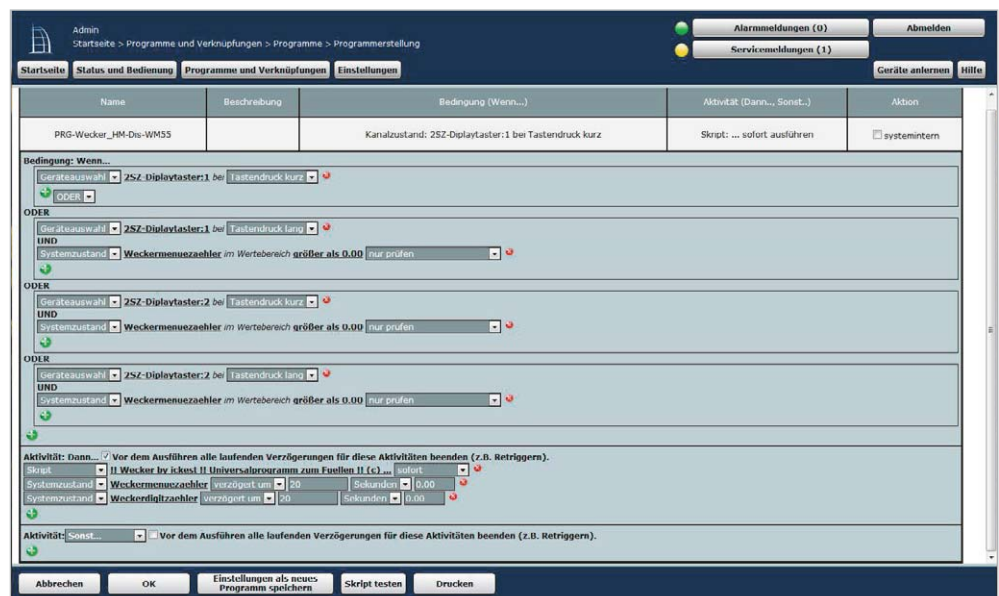 Admin
Startseite > Programme und Verknüpfungen > Programme > Programmerstellung
Alarmmeldungen (0) Abmelden
Servicemeldungen (1)
Startseite Status und Bedienung Programme und Verknüpfungen Einstellungen Geräte anlernen Hilfe
Name Beschreibung Bedingung (Wenn...) Aktivität (Dann.., Sonst..) Aktion
PRG-Wecker_HM-Dis-WM55 Kanalzustand: 2SZ-Diplaytaster:1 bei Tastendruck kurz Skript: ... sofort ausführen systemintern
Bedingung: Wenn...
Geräteauswahl 2SZ-Diplaytaster:1 bei Tastendruck kurz
ODER
ODER
Geräteauswahl 2SZ-Diplaytaster:1 bei Tastendruck lang
UND
Systemzustand Weckermenuezaehler im Wertebereich größer als 0.00 nur prüfen
ODER
Geräteauswahl 2SZ-Diplaytaster:2 bei Tastendruck kurz
UND
Systemzustand Weckermenuezaehler im Wertebereich größer als 0.00 nur prüfen
ODER
Geräteauswahl 2SZ-Diplaytaster:2 bei Tastendruck lang
UND
Systemzustand Weckermenuezaehler im Wertebereich größer als 0.00 nur prüfen
Aktivität: Dann... Vor dem Ausführen alle laufenden Verzögerungen für diese Aktivitäten beenden (z.B. Retriggern).
Skript !! Wecker by ickest !! Universalprogramm zum Fuellen !! (c) ... sofort
Systemzustand Weckermenuezaehler verzögert um 20 Sekunden 0.00
Systemzustand Weckerdigitzaehler verzögert um 20 Sekunden 0.00
Aktivität: Sonst... Vor dem Ausführen alle laufenden Verzögerungen für diese Aktivitäten beenden (z.B. Retriggern).
Abbrechen OK Einstellungen als neues Programm speichern Skript testen Drucken